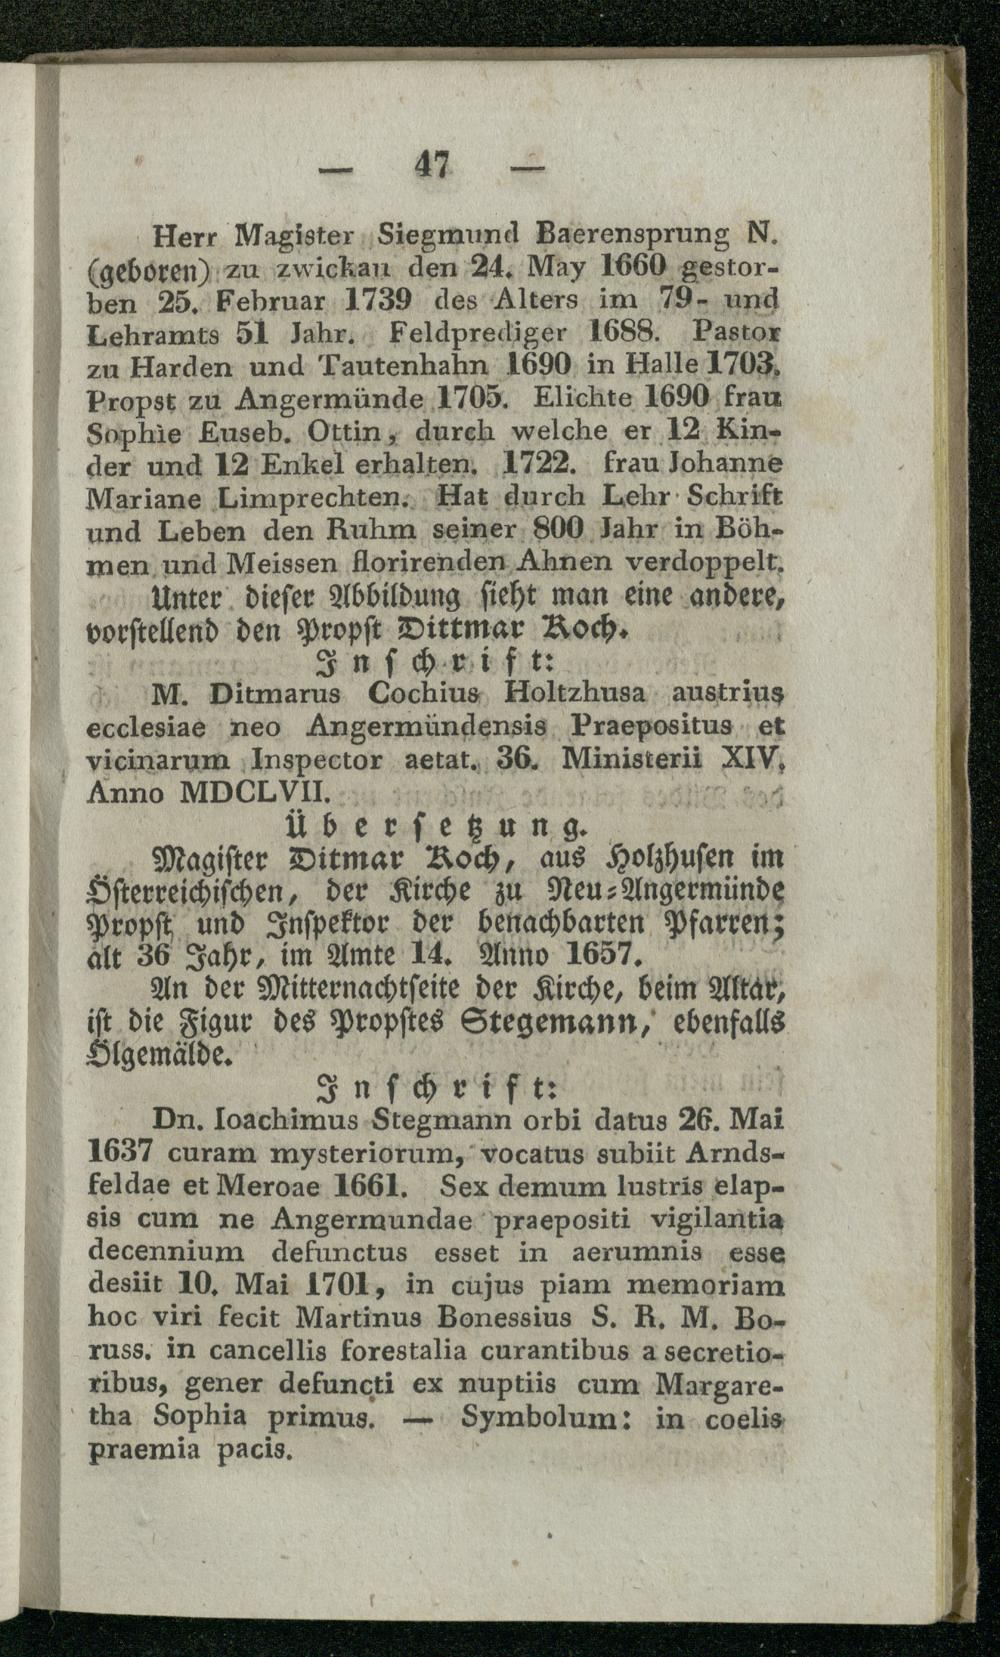 — 47 —
Herr Magister Siegmund Baerensprung N.
(geboren) zu zwickau den 24. May 1660 gestor-
ben 25. Februar 1739 des Alters im 79- und
Lehramts 51 Jahr. Feldprediger 1688. Pastor
zu Harden und Tautenhahn 1690 in Halle 1703.
Propst zu Angermünde 1705. Elichte 1690 frau
Sophie Euseb. Ottin, durch welche er 12 Kin-
der und 12 Enkel erhalten. 1722. frau Johanne
Mariane Limprechten. Hat durch Lehr Schrift
und Leben den Ruhm seiner 800 Jahr in Böh-
men und Meissen florirenden Ahnen verdoppelt.
Unter dieser Abbildung sieht man eine andere,
vorstellend den Propst Dittmar Koch.
Inschrift:
M. Ditmarus Cochius Holtzhusa austrius
ecclesiae neo Angermündensis Praepositus et
vicinarum Inspector aetat. 36. Ministerii XIV.
Anno MDCLVII.
Übersetzung.
Magister Ditmar Koch, aus Holzhusen im
Österreichischen, der Kirche zu Neu-Angermünde
Propst und Inspektor der benachbarten Pfarren;
alt 36 Jahr, im Amte 14. Anno 1657.
An der Mitternachtseite der Kirche, beim Altar,
ist die Figur des Propstes Stegemann, ebenfalls
Ölgemälde.
Inschrift:
Dn. Ioachimus Stegmann orbi datus 26. Mai
1637 curam mysteriorum, vocatus subiit Arnds-
feldae et Meroae 1661. Sex demum lustris elap-
sis cum ne Angermundae praepositi vigilantia
decennium defunctus esset in aerumnis esse
desiit 10. Mai 1701, in cujus piam memoriam
hoc viri fecit Martinus Bonessius S. R. M. Bo-
russ. in cancellis forestalia curantibus a secretio-
ribus, gener defuncti ex nuptiis cum Margare-
tha Sophia primus. — Symbolum: in coelis
praemia pacis.